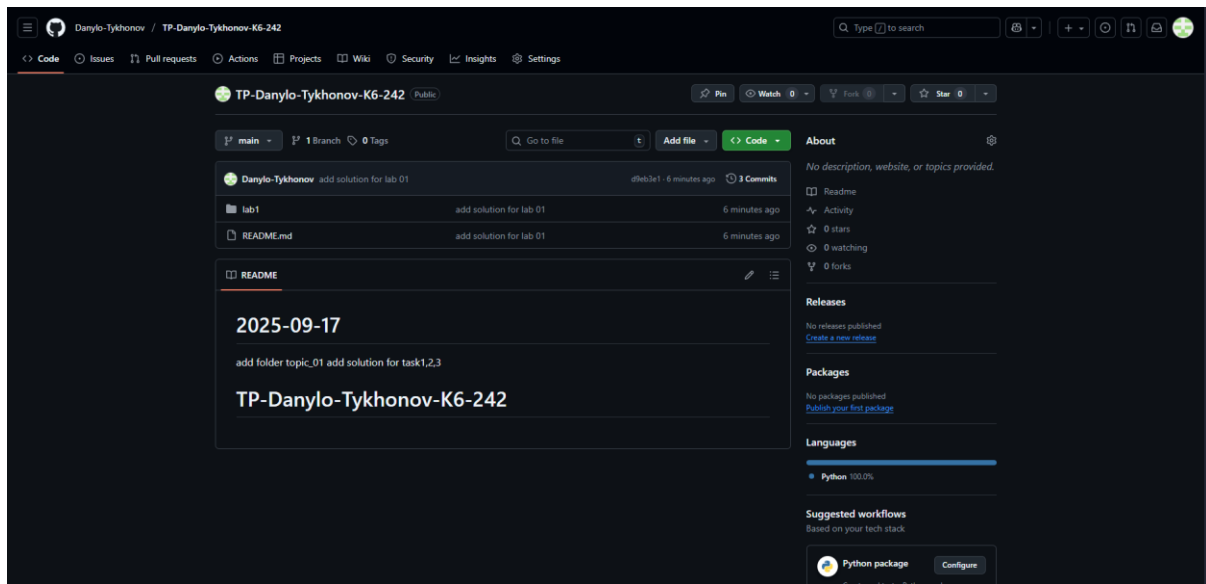 Danylo-Tykhonov / TP-Danylo-Tykhonov-K6-242
Type / to search
Code Issues Pull requests Actions Projects Wiki Security Insights Settings
TP-Danylo-Tykhonov-K6-242 Public
Pin Watch 0 Fork 0 Star 0
main 1 Branch 0 Tags Go to file t Add file Code
Danylo-Tykhonov add solution for lab 01 d9eb3e1 · 6 minutes ago 3 Commits
lab1 add solution for lab 01 6 minutes ago
README.md add solution for lab 01 6 minutes ago
README
2025-09-17
add folder topic_01 add solution for task1,2,3
TP-Danylo-Tykhonov-K6-242
About
No description, website, or topics provided.
Readme
Activity
0 stars
0 watching
0 forks
Releases
No releases published
Create a new release
Packages
No packages published
Publish your first package
Languages
Python 100.0%
Suggested workflows
Based on your tech stack
Python package Configure